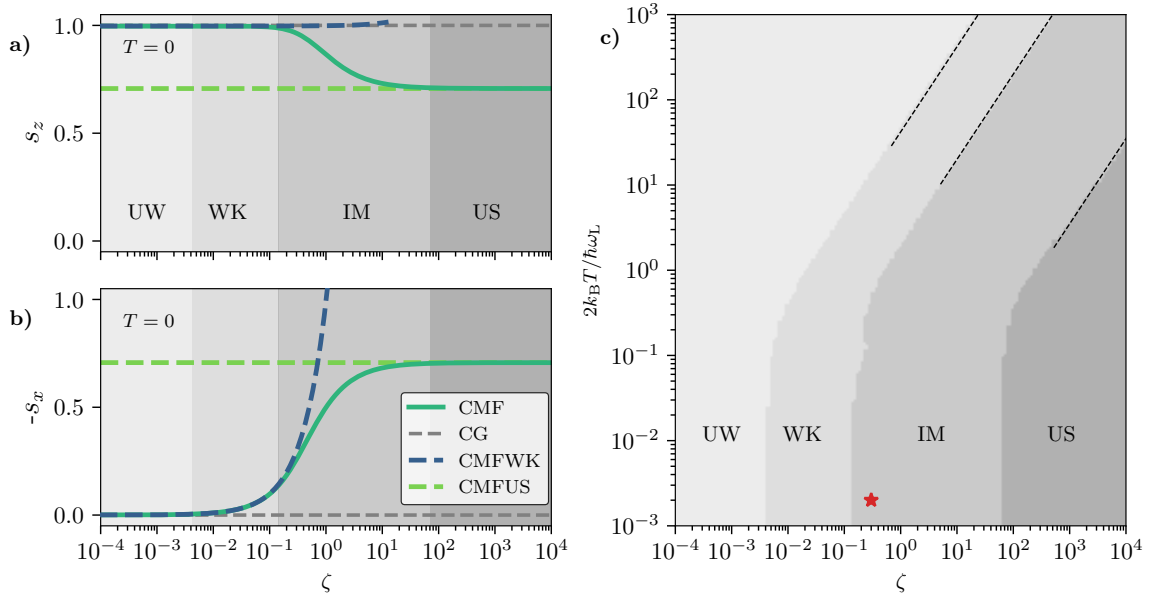 a)
1.0
0.5
0.0
s_z
T = 0
UW WK IM US
b)
1.0
0.5
0.0
-s_x
T = 0
CMF
CG
CMFWK
CMFUS
10^{-4} 10^{-3} 10^{-2} 10^{-1} 10^{0} 10^{1} 10^{2} 10^{3} 10^{4}
ζ
c)
10^{3}
10^{2}
10^{1}
10^{0}
10^{-1}
10^{-2}
10^{-3}
2k_BT/ℏω_L
UW WK IM US
10^{-4} 10^{-3} 10^{-2} 10^{-1} 10^{0} 10^{1} 10^{2} 10^{3} 10^{4}
ζ